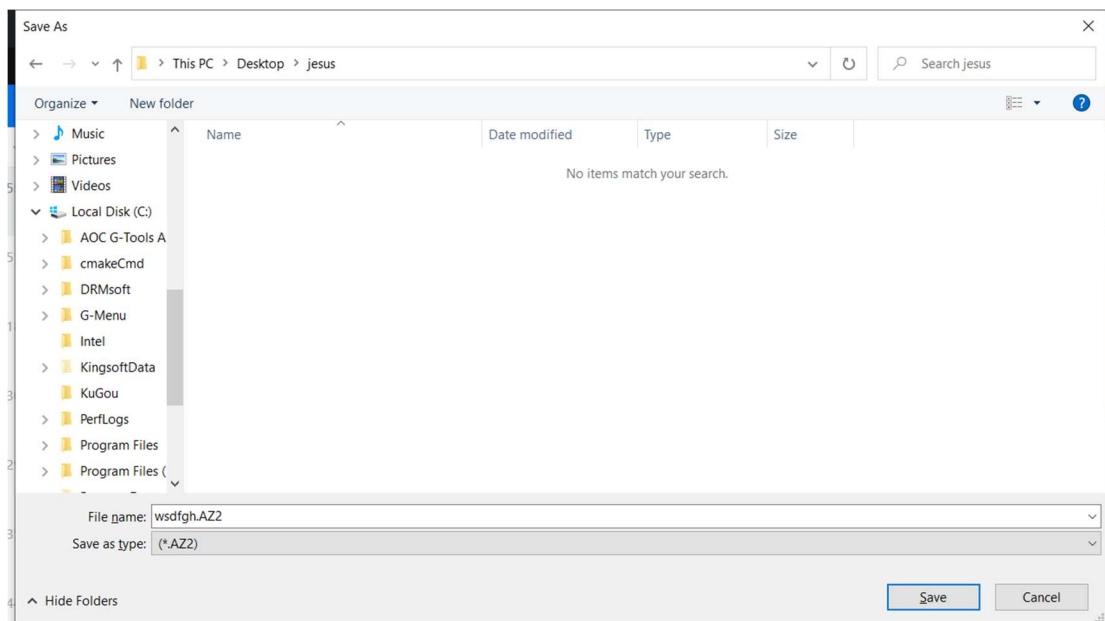 Save As
This PC > Desktop > jesus
Search jesus
Organize
New folder
Music
Pictures
Videos
Local Disk (C:)
AOC G-Tools A
cmakeCmd
DRMsoft
G-Menu
Intel
KingsoftData
KuGou
PerfLogs
Program Files
Program Files (
Name Date modified Type Size
No items match your search.
File name: wsdfgh.AZ2
Save as type: (*.AZ2)
Hide Folders
Save
Cancel